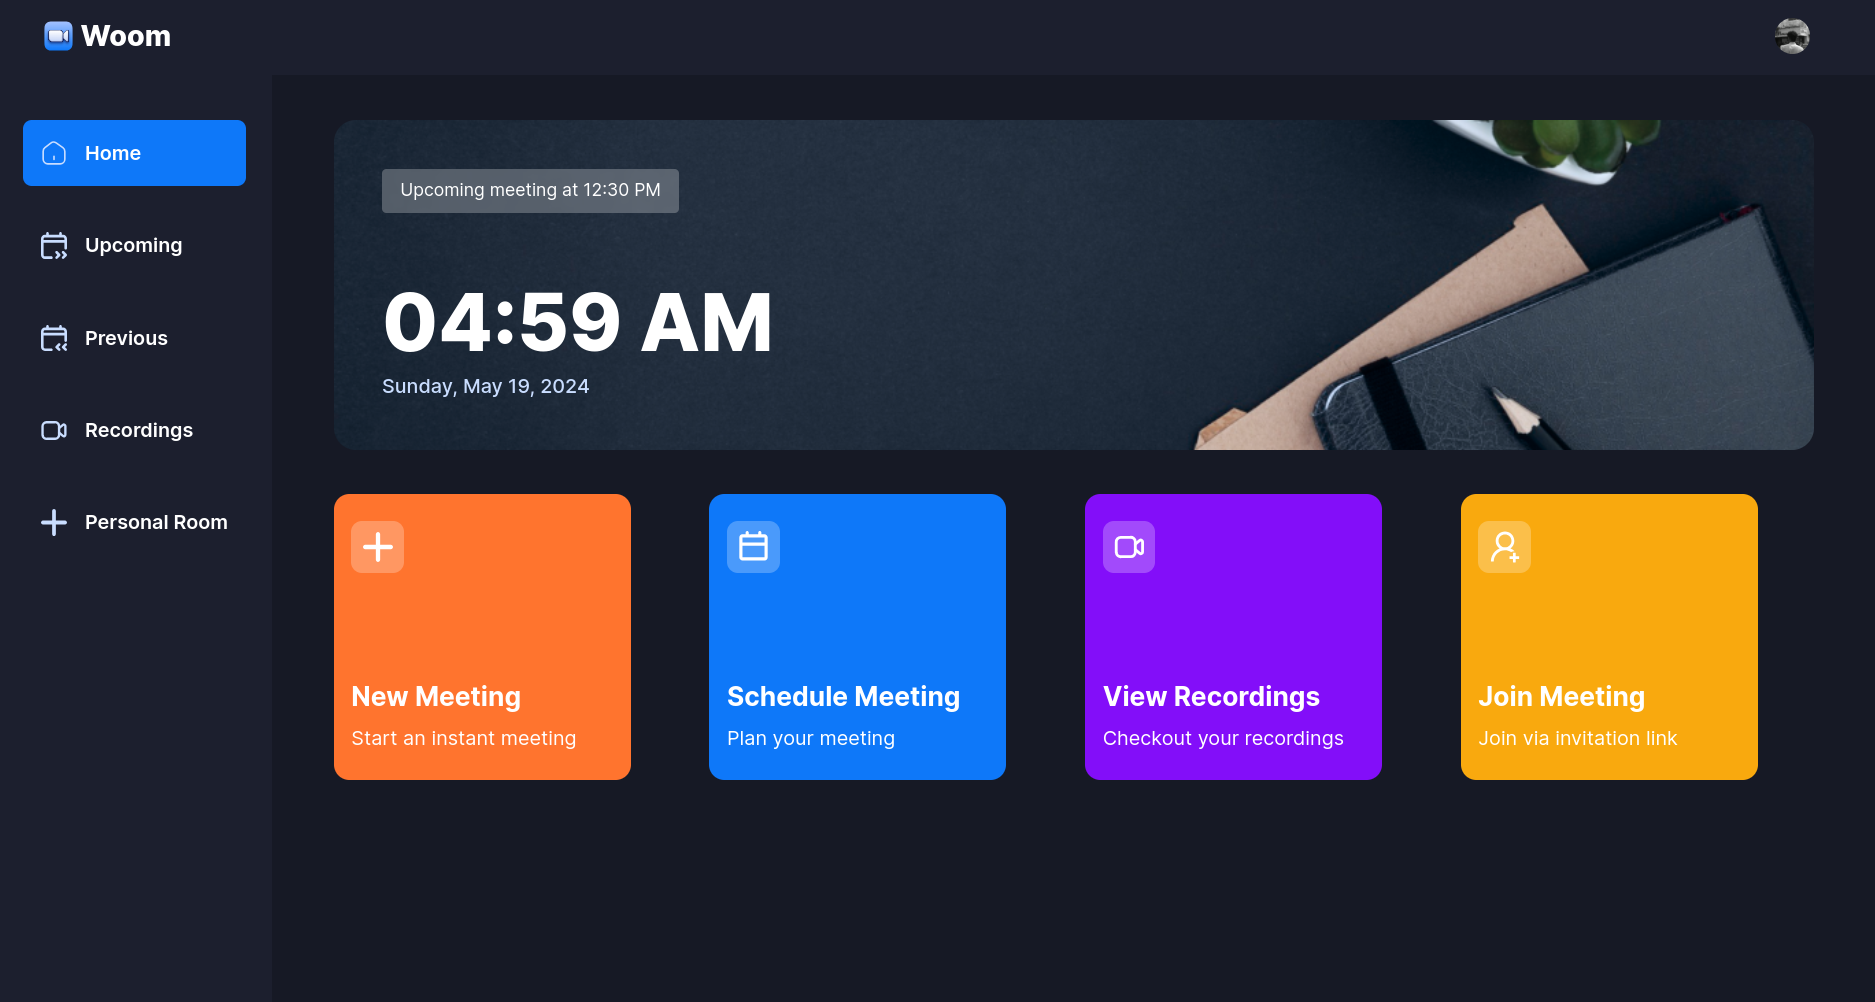 Woom
Home
Upcoming
Previous
Recordings
Personal Room
Upcoming meeting at 12:30 PM
04:59 AM
Sunday, May 19, 2024
New Meeting
Start an instant meeting
Schedule Meeting
Plan your meeting
View Recordings
Checkout your recordings
Join Meeting
Join via invitation link